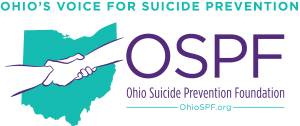 OHIO'S VOICE FOR SUICIDE PREVENTION
OSPF
Ohio Suicide Prevention Foundation
OhioSPF.org